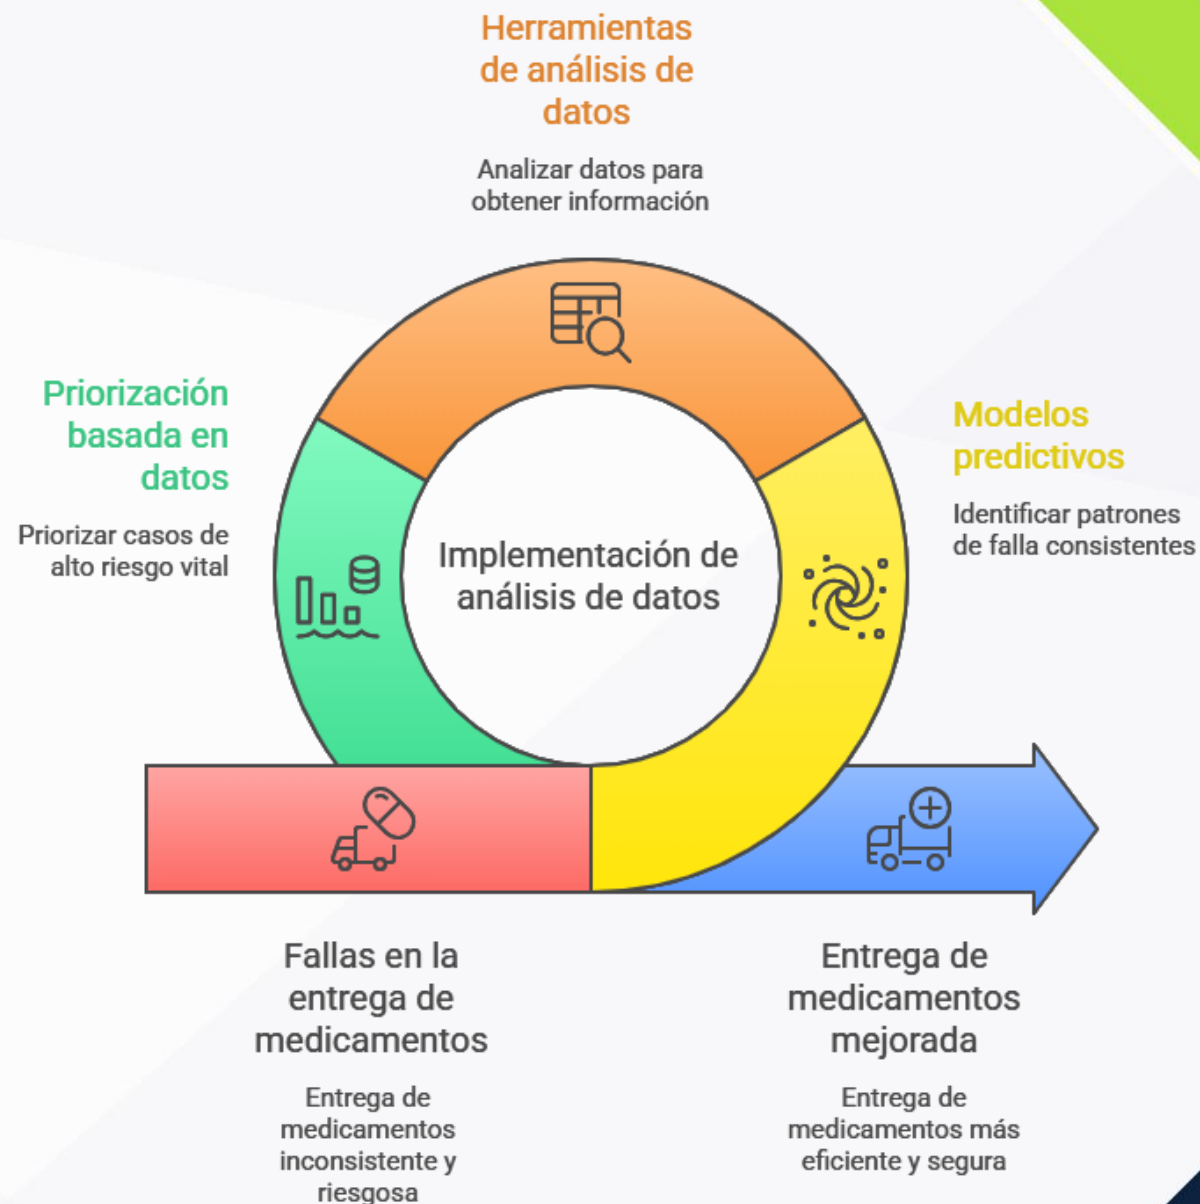 Herramientas
de análisis de
datos
Analizar datos para
obtener información
Priorización
basada en
datos
Priorizar casos de
alto riesgo vital
Implementación de
análisis de datos
Modelos
predictivos
Identificar patrones
de falla consistentes
Fallas en la
entrega de
medicamentos
Entrega de
medicamentos
inconsistente y
riesgosa
Entrega de
medicamentos
mejorada
Entrega de
medicamentos más
eficiente y segura